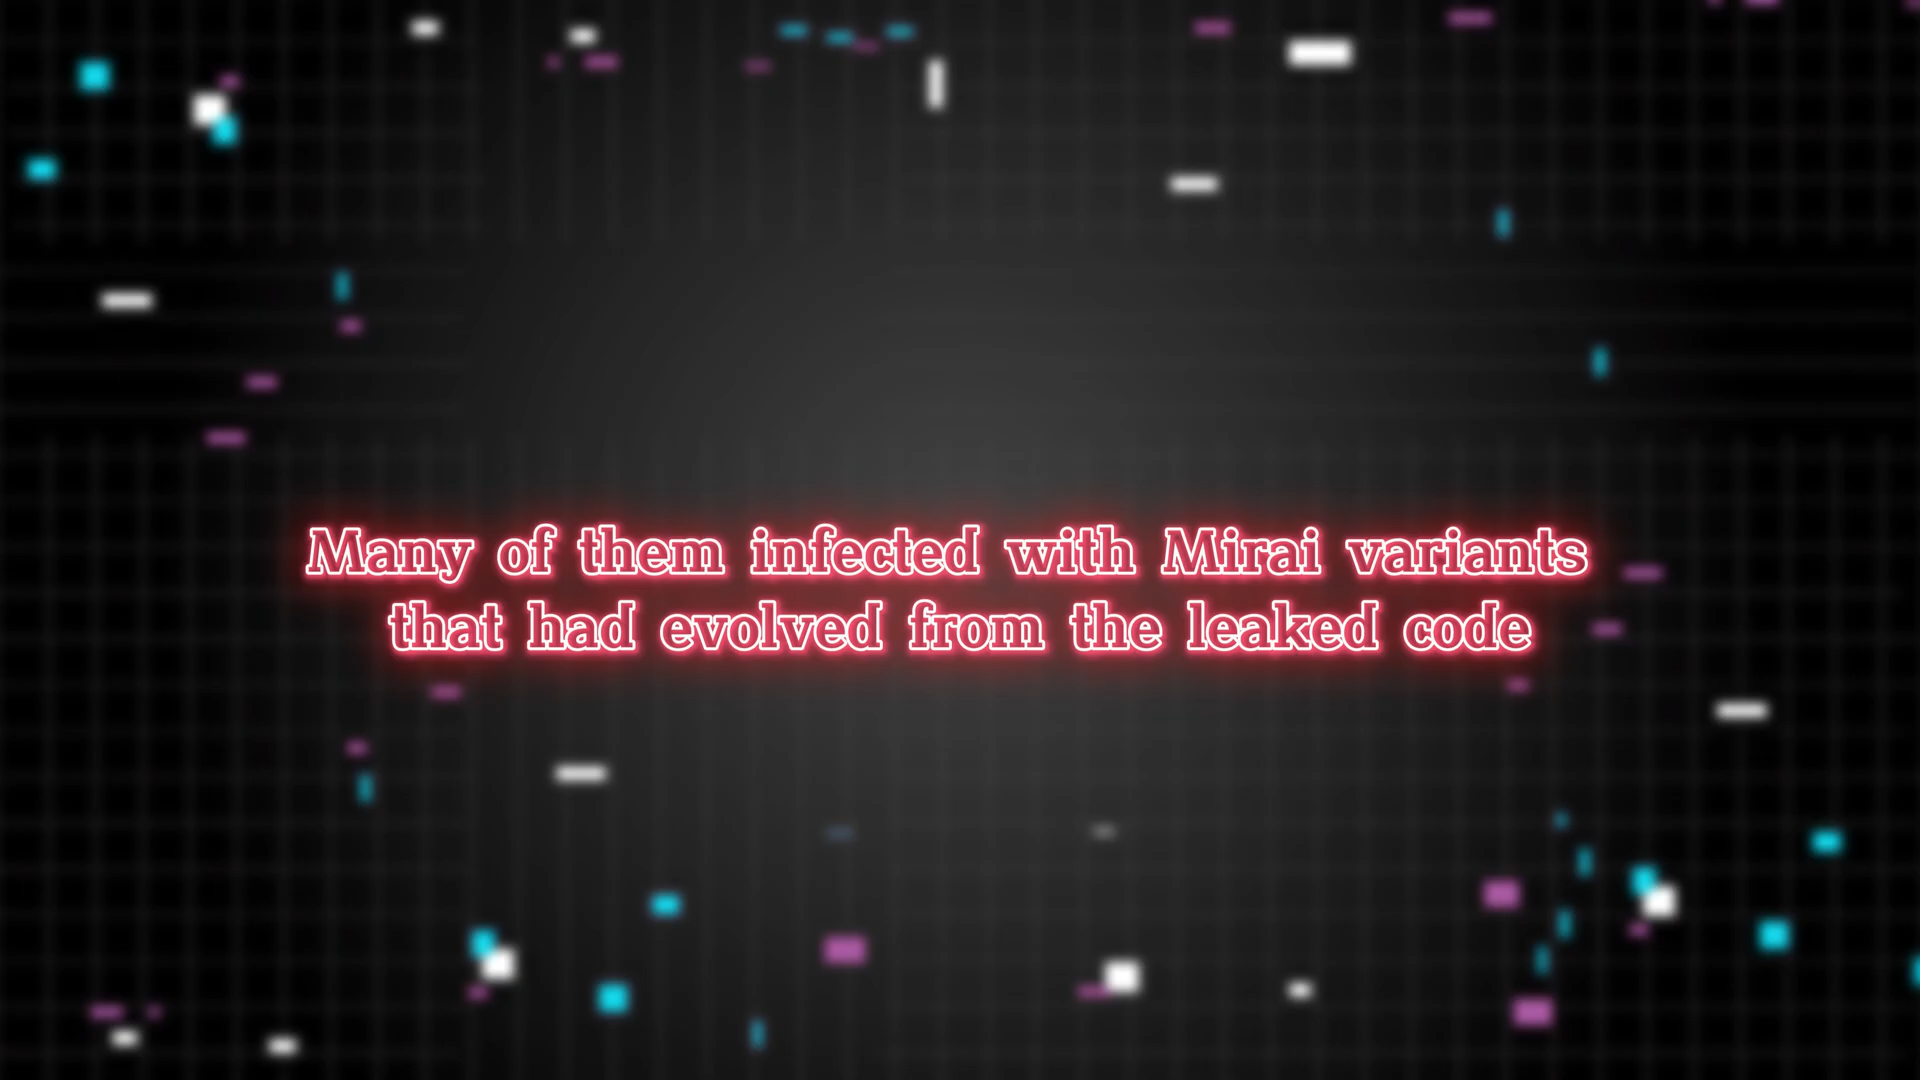 Many of them infected with Mirai variants
that had evolved from the leaked code